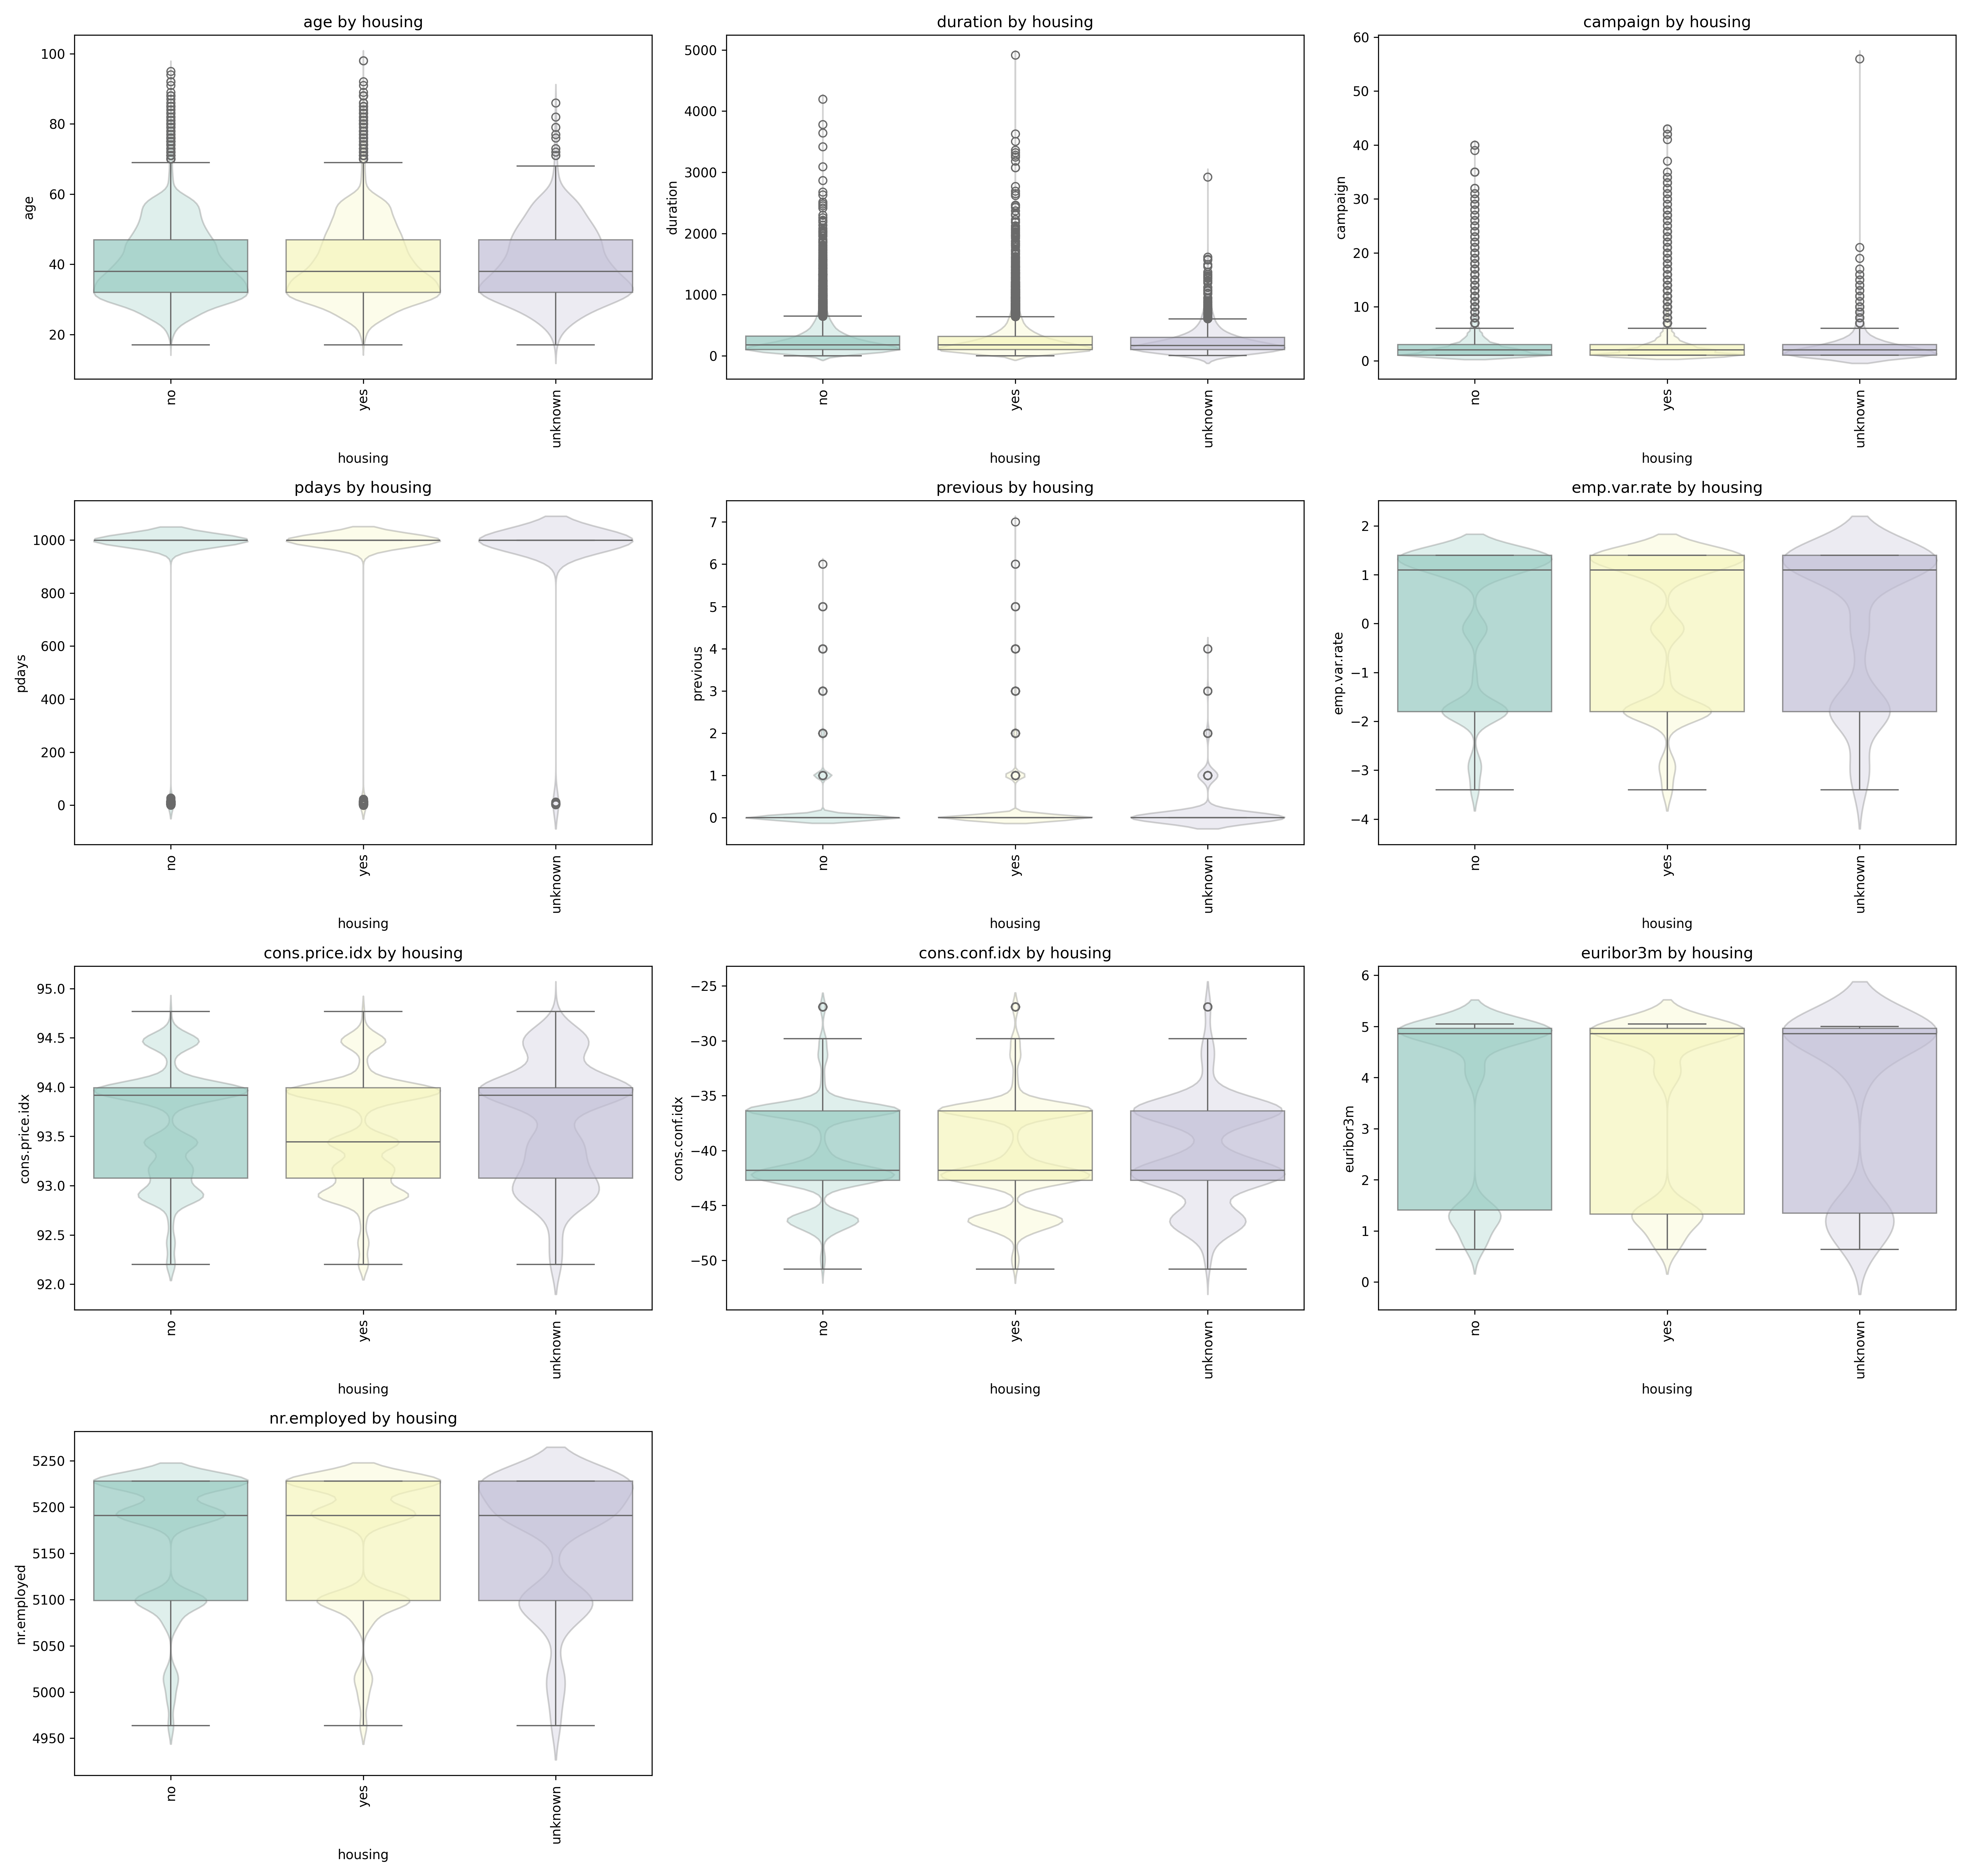 age by housing
100
80
60
40
20
age
no
yes
unknown
housing
duration by housing
5000
4000
3000
2000
1000
0
duration
no
yes
unknown
housing
campaign by housing
60
50
40
30
20
10
0
campaign
no
yes
unknown
housing
pdays by housing
1000
800
600
400
200
0
pdays
no
yes
unknown
housing
previous by housing
7
6
5
4
3
2
1
0
previous
no
yes
unknown
housing
emp.var.rate by housing
2
1
0
−1
−2
−3
−4
emp.var.rate
no
yes
unknown
housing
cons.price.idx by housing
95.0
94.5
94.0
93.5
93.0
92.5
92.0
cons.price.idx
no
yes
unknown
housing
cons.conf.idx by housing
−25
−30
−35
−40
−45
−50
cons.conf.idx
no
yes
unknown
housing
euribor3m by housing
6
5
4
3
2
1
0
euribor3m
no
yes
unknown
housing
nr.employed by housing
5250
5200
5150
5100
5050
5000
4950
nr.employed
no
yes
unknown
housing